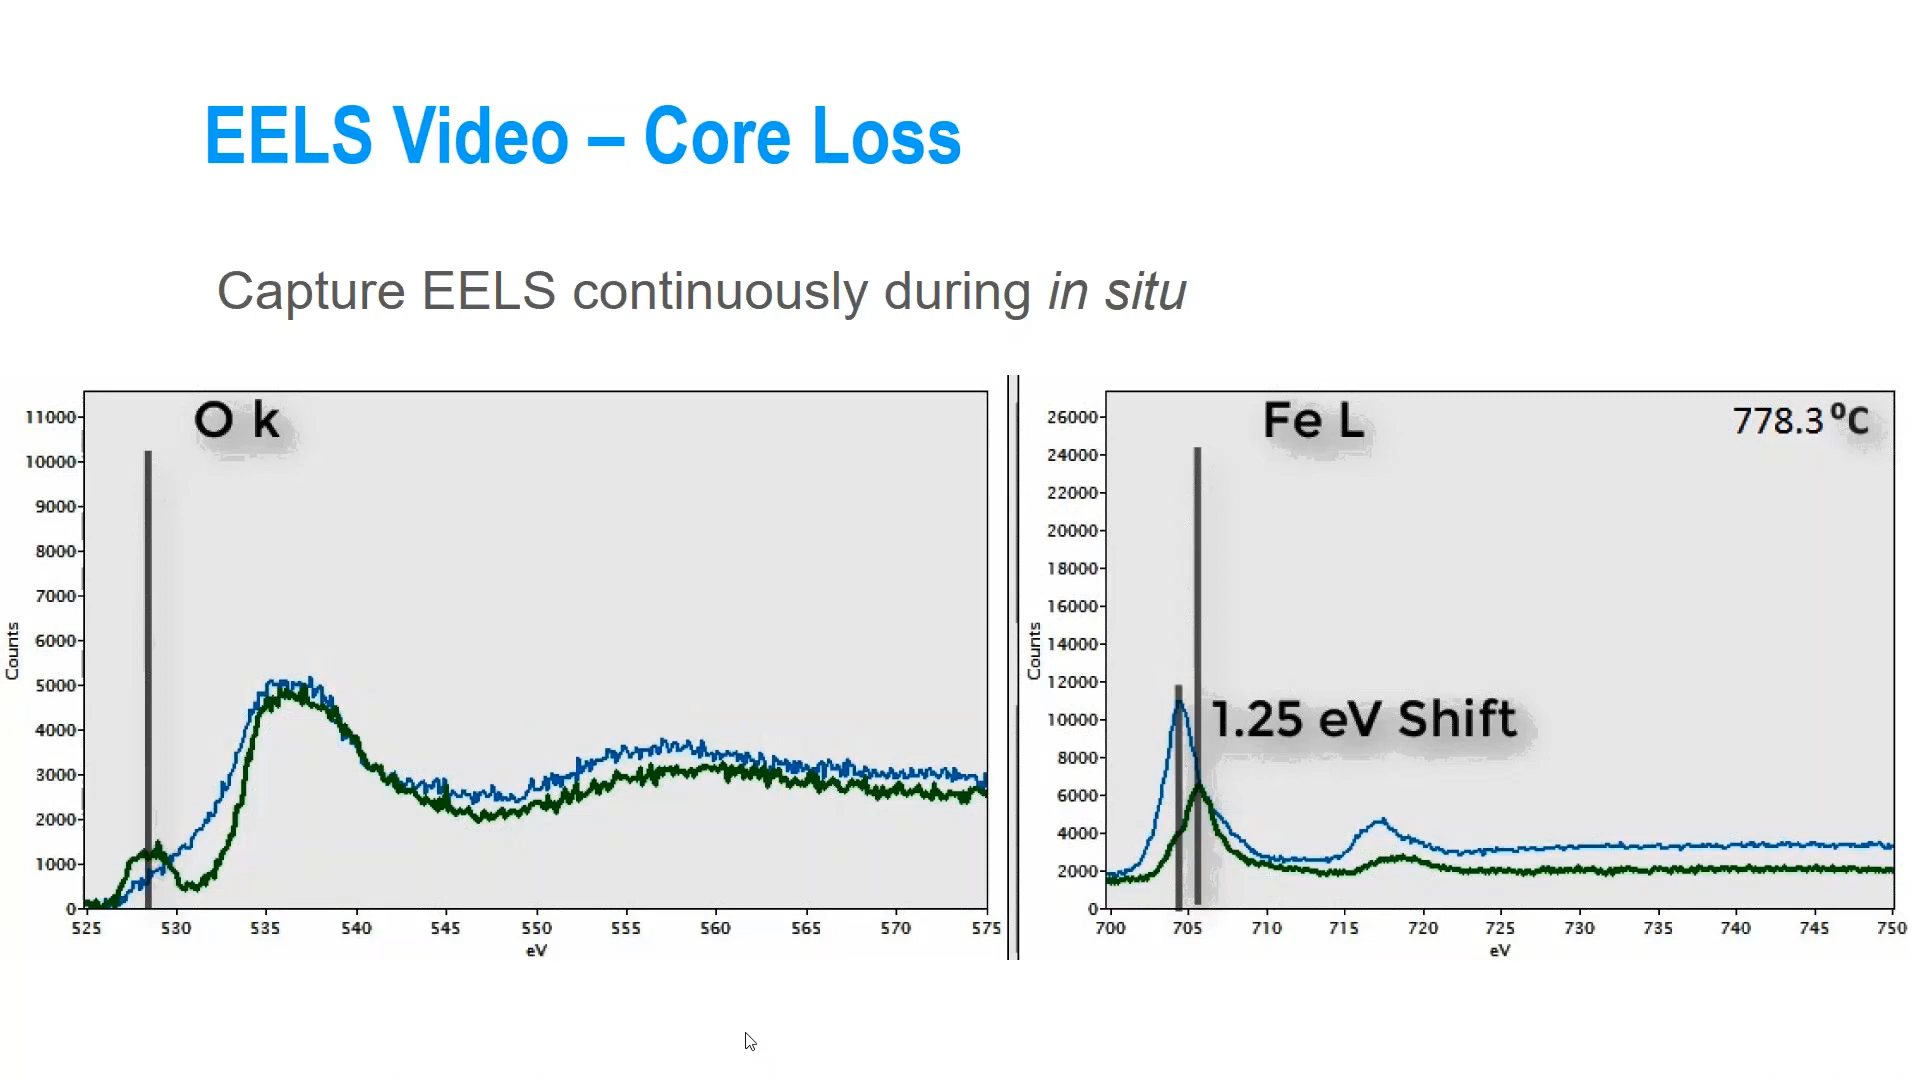 EELS Video – Core Loss
Capture EELS continuously during in situ
O k
11000
10000
9000
8000
7000
6000
5000
4000
3000
2000
1000
0
Counts
525 530 535 540 545 550 555 560 565 570 575
eV
Fe L
778.3 ⁰C
1.25 eV Shift
26000
24000
22000
20000
18000
16000
14000
12000
10000
8000
6000
4000
2000
0
Counts
700 705 710 715 720 725 730 735 740 745 750
eV